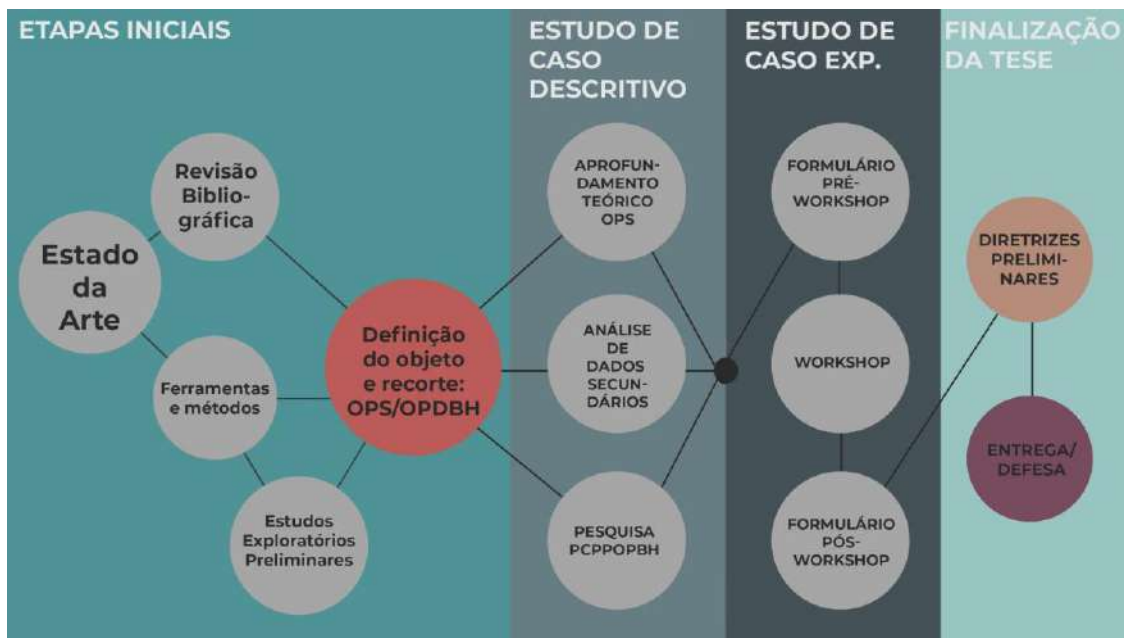 ETAPAS INICIAIS
ESTUDO DE
CASO
DESCRITIVO
ESTUDO DE
CASO EXP.
FINALIZAÇÃO
DA TESE
Estado
da
Arte
Revisão
Biblio-
gráfica
Ferramentas
e métodos
Estudos
Exploratórios
Preliminares
Definição
do objeto
e recorte:
OPS/OPDBH
APROFUN-
DAMENTO
TEÓRICO
OPS
ANÁLISE
DE
DADOS
SECUN-
DÁRIOS
PESQUISA
PCPPOPBH
FORMULÁRIO
PRÉ-
WORKSHOP
WORKSHOP
FORMULÁRIO
PÓS-
WORKSHOP
DIRETRIZES
PRELIMI-
NARES
ENTREGA/
DEFESA